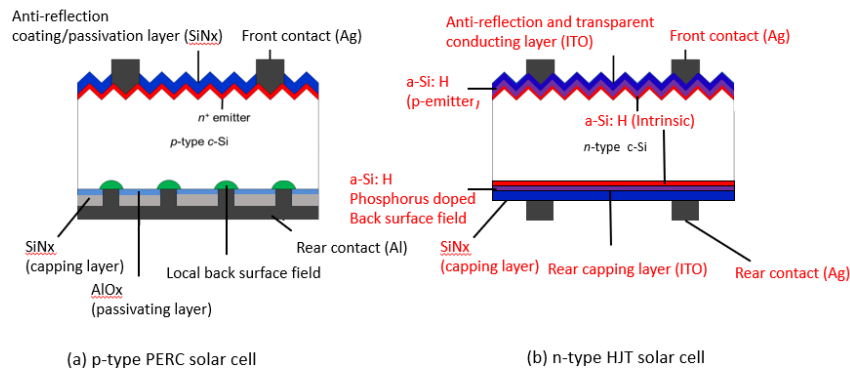 Anti-reflection
coating/passivation layer (SiNx)
Front contact (Ag)
n+ emitter
p-type c-Si
SiNx
(capping layer)
AlOx
(passivating layer)
Local back surface field
Rear contact (Al)
(a) p-type PERC solar cell
Anti-reflection and transparent
conducting layer (ITO)
Front contact (Ag)
a-Si: H
(p-emitter)
a-Si: H (Intrinsic)
n-type c-Si
a-Si: H
Phosphorus doped
Back surface field
SiNx
(capping layer)
Rear capping layer (ITO)
Rear contact (Ag)
(b) n-type HJT solar cell